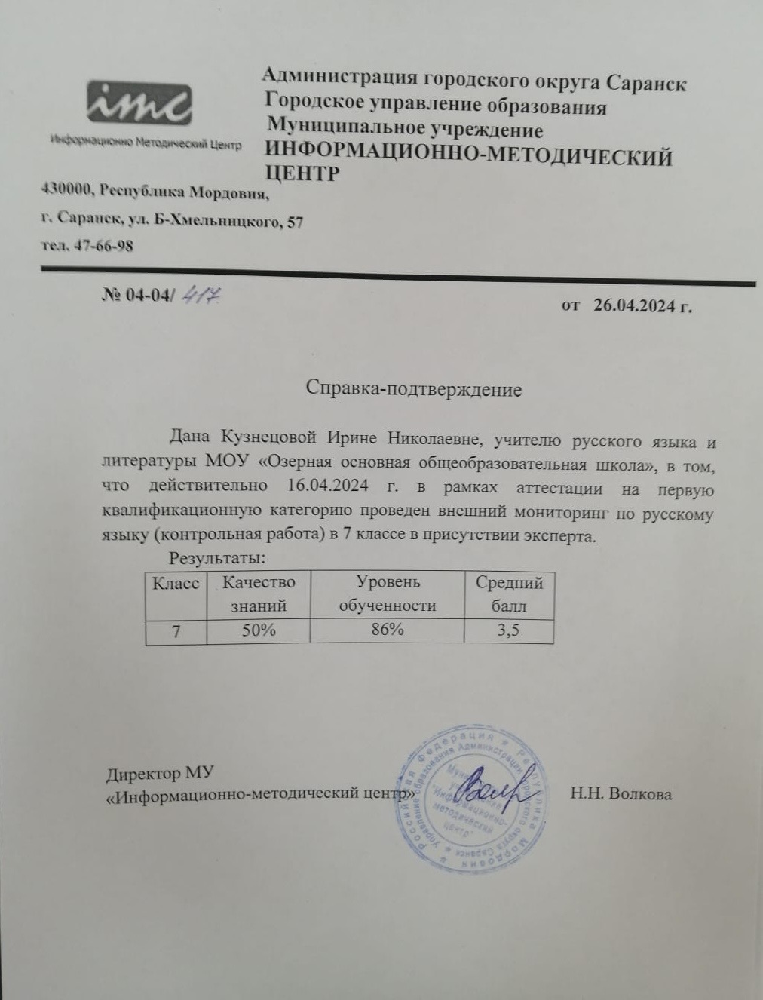 imc
Информационно Методический Центр
Администрация городского округа Саранск
Городское управление образования
Муниципальное учреждение
ИНФОРМАЦИОННО-МЕТОДИЧЕСКИЙ
ЦЕНТР
430000, Республика Мордовия,
г. Саранск, ул. Б-Хмельницкого, 57
тел. 47-66-98
№ 04-04/ 417
от 26.04.2024 г.
Справка-подтверждение
Дана Кузнецовой Ирине Николаевне, учителю русского языка и
литературы МОУ «Озерная основная общеобразовательная школа», в том,
что действительно 16.04.2024 г. в рамках аттестации на первую
квалификационную категорию проведен внешний мониторинг по русскому
языку (контрольная работа) в 7 классе в присутствии эксперта.
Результаты:
Класс Качество знаний Уровень обученности Средний балл
7 50% 86% 3,5
Директор МУ
«Информационно-методический центр»
Н.Н. Волкова
Российская Федерация * Республика Мордовия *
Управление образования Администрации городского округа Саранск *
"Информационно-
методический
центр"